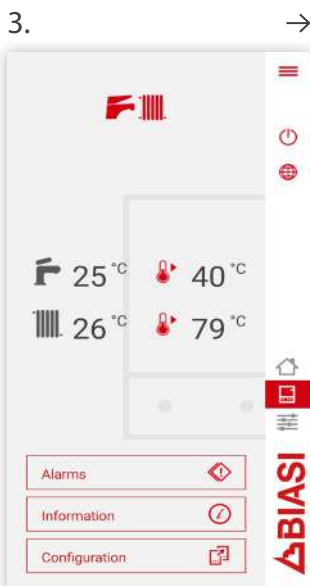 3. →
25 °C 40 °C
26 °C 79 °C
Alarms
Information
Configuration
BIASI